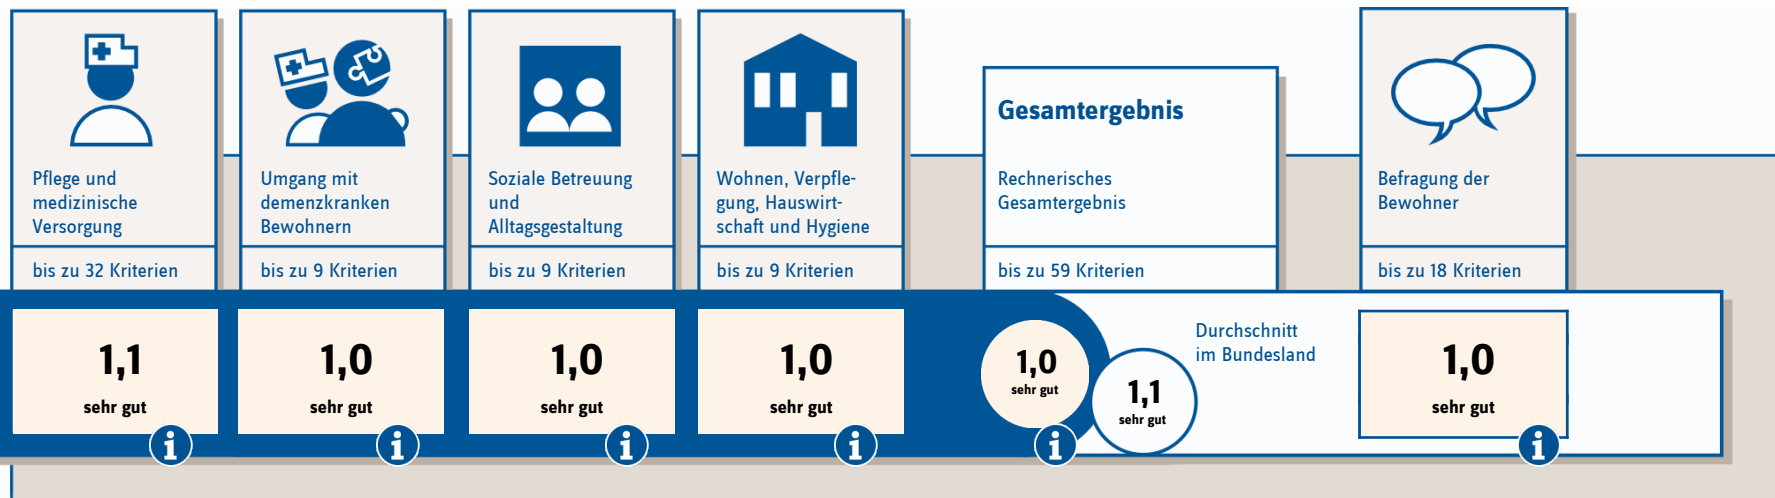 Pflege und
medizinische
Versorgung
bis zu 32 Kriterien
1,1
sehr gut
Umgang mit
demenzkranken
Bewohnern
bis zu 9 Kriterien
1,0
sehr gut
Soziale Betreuung
und
Alltagsgestaltung
bis zu 9 Kriterien
1,0
sehr gut
Wohnen, Verpfle-
gung, Hauswirt-
schaft und Hygiene
bis zu 9 Kriterien
1,0
sehr gut
Gesamtergebnis
Rechnerisches
Gesamtergebnis
bis zu 59 Kriterien
1,0
sehr gut
Durchschnitt
im Bundesland
1,1
sehr gut
Befragung der
Bewohner
bis zu 18 Kriterien
1,0
sehr gut